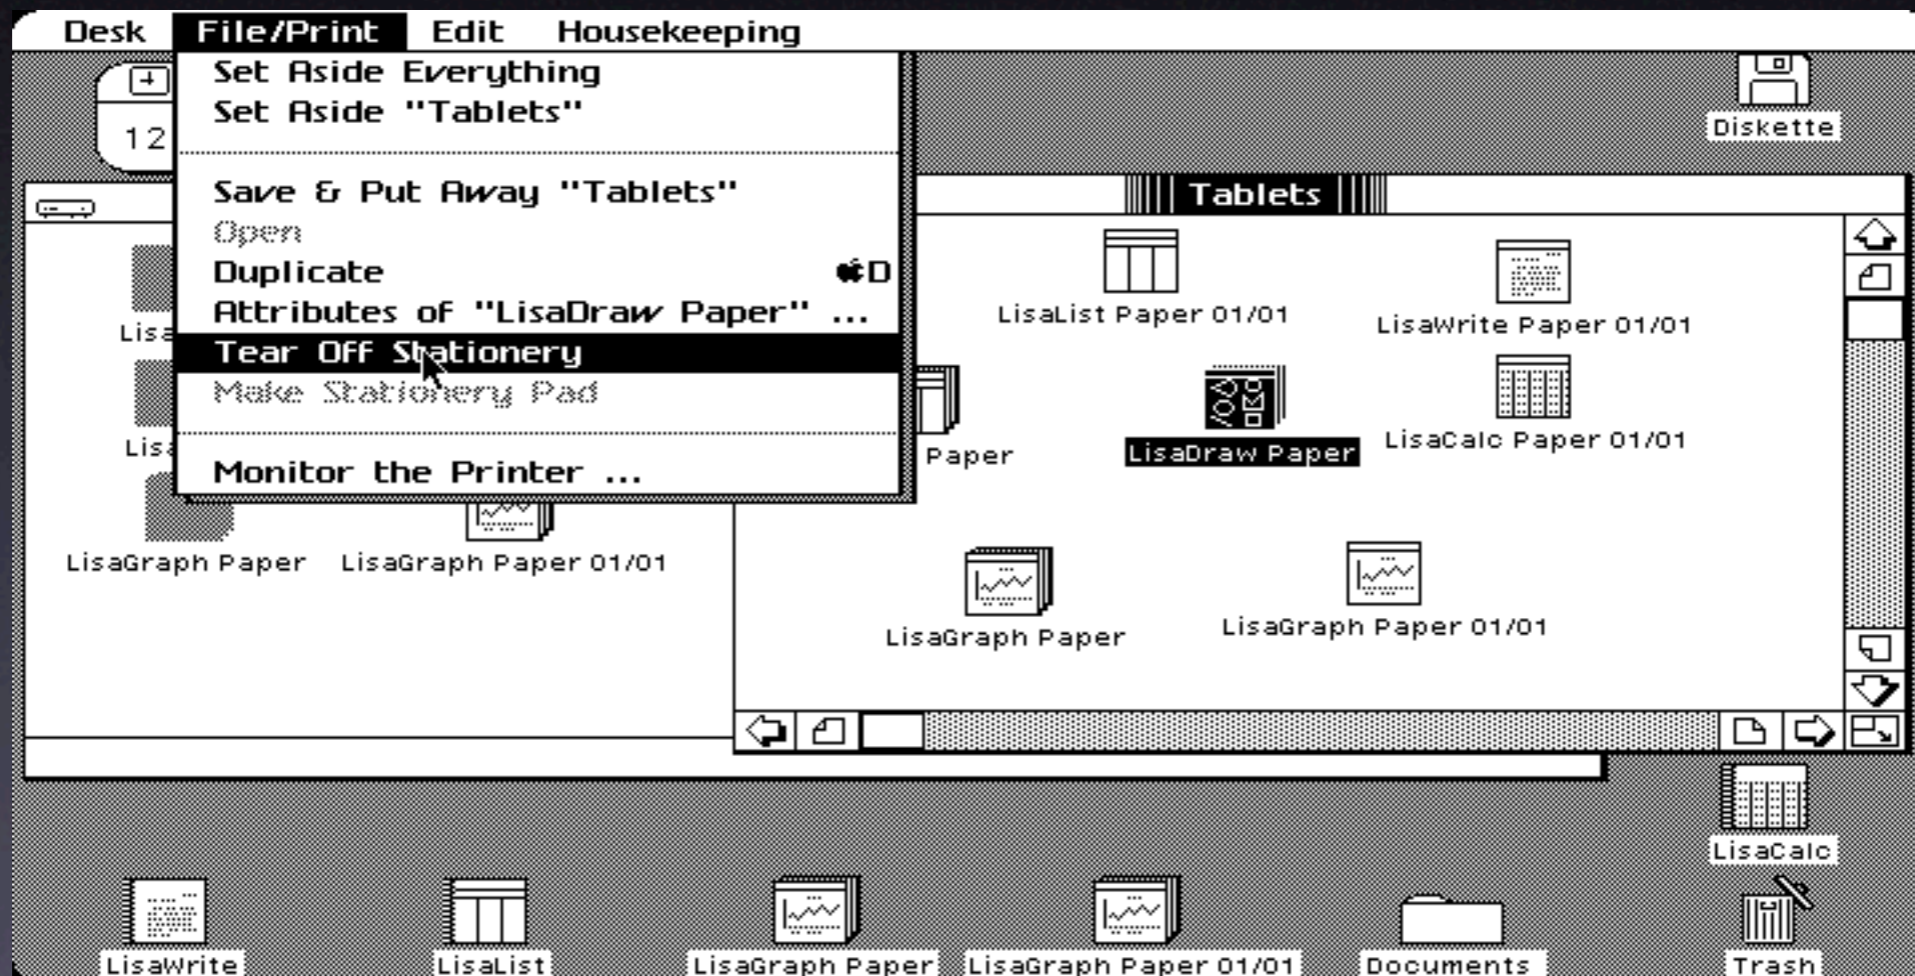 Desk File/Print Edit Housekeeping
Set Aside Everything
Set Aside "Tablets"
Save & Put Away "Tablets"
Open
Duplicate D
Attributes of "LisaDraw Paper" ...
Tear Off Stationery
Make Stationery Pad
Monitor the Printer ...
12
Diskette
Tablets
LisaList Paper 01/01
LisaWrite Paper 01/01
Paper
LisaDraw Paper
LisaCalc Paper 01/01
LisaGraph Paper
LisaGraph Paper 01/01
LisaGraph Paper
LisaGraph Paper 01/01
LisaCalc
LisaWrite
LisaList
LisaGraph Paper
LisaGraph Paper 01/01
Documents
Trash